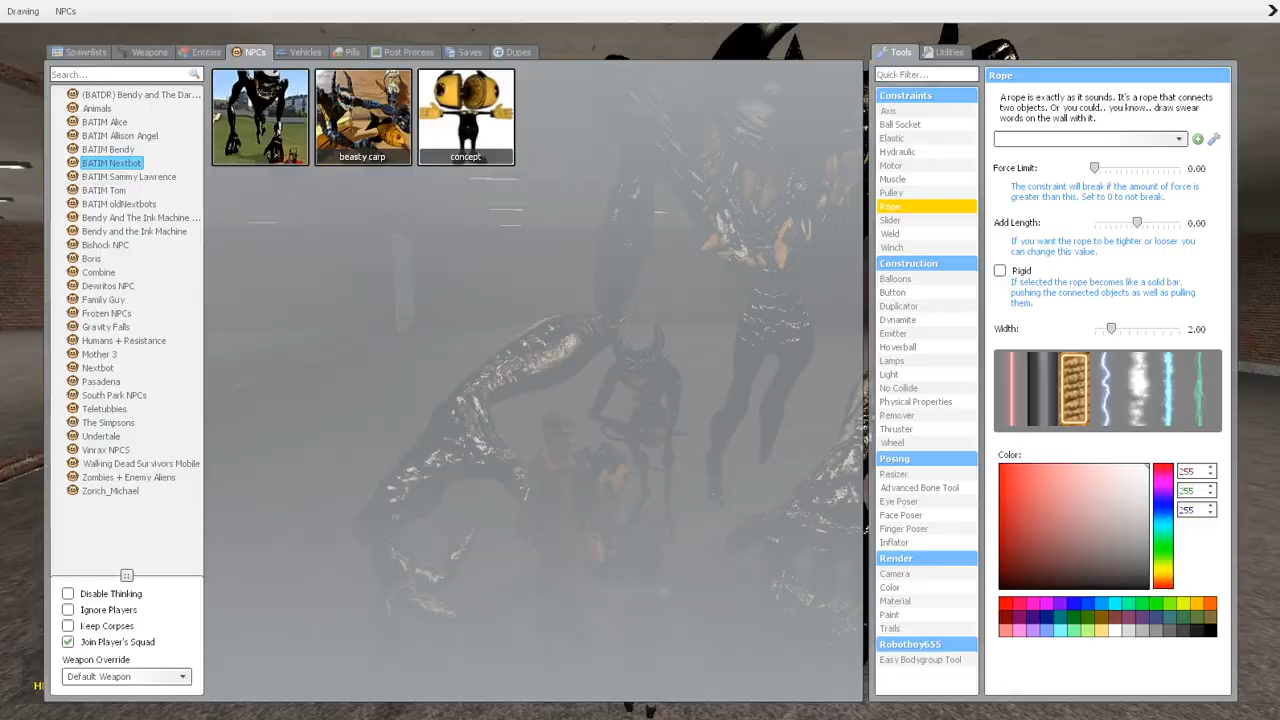 Drawing NPCs
Spawnlists Weapons Entities NPCs Vehicles Pills Post Process Saves Dupes
Search...
(BATDR) Bendy and The Dar...
Animals
BATIM Alice
BATIM Allison Angel
BATIM Bendy
BATIM Nextbot
BATIM Sammy Lawrence
BATIM Tom
BATIM oldNextbots
Bendy And The Ink Machine ...
Bendy and the Ink Machine
Bishock NPC
Boris
Combine
Dewritos NPC
Family Guy
Frozen NPCs
Gravity Falls
Humans + Resistance
Mother 3
Nextbot
Pasadena
South Park NPCs
Teletubbies
The Simpsons
Undertale
Vinrax NPCS
Walking Dead Survivors Mobile
Zombies + Enemy Aliens
Zorich_Michael
Disable Thinking
Ignore Players
Keep Corpses
Join Player's Squad
Weapon Override
Default Weapon
beasty carp
concept
Tools Utilities
Quick Filter...
Constraints
Axis
Ball Socket
Elastic
Hydraulic
Motor
Muscle
Pulley
Rope
Slider
Weld
Winch
Construction
Balloons
Button
Duplicator
Dynamite
Emitter
Hoverball
Lamps
Light
No Collide
Physical Properties
Remover
Thruster
Wheel
Posing
Resizer
Advanced Bone Tool
Eye Poser
Face Poser
Finger Poser
Inflator
Render
Camera
Color
Material
Paint
Trails
Robotboy655
Easy Bodygroup Tool
Rope
A rope is exactly as it sounds. It's a rope that connects
two objects. Or you could.. you know.. draw swear
words on the wall with it.
Force Limit: 0.00
The constraint will break if the amount of force is
greater than this. Set to 0 to not break.
Add Length: 0.00
If you want the rope to be tighter or looser you
can change this value.
Rigid
If selected the rope becomes like a solid bar,
pushing the connected objects as well as pulling
them.
Width: 2.00
Color:
255
255
255
H